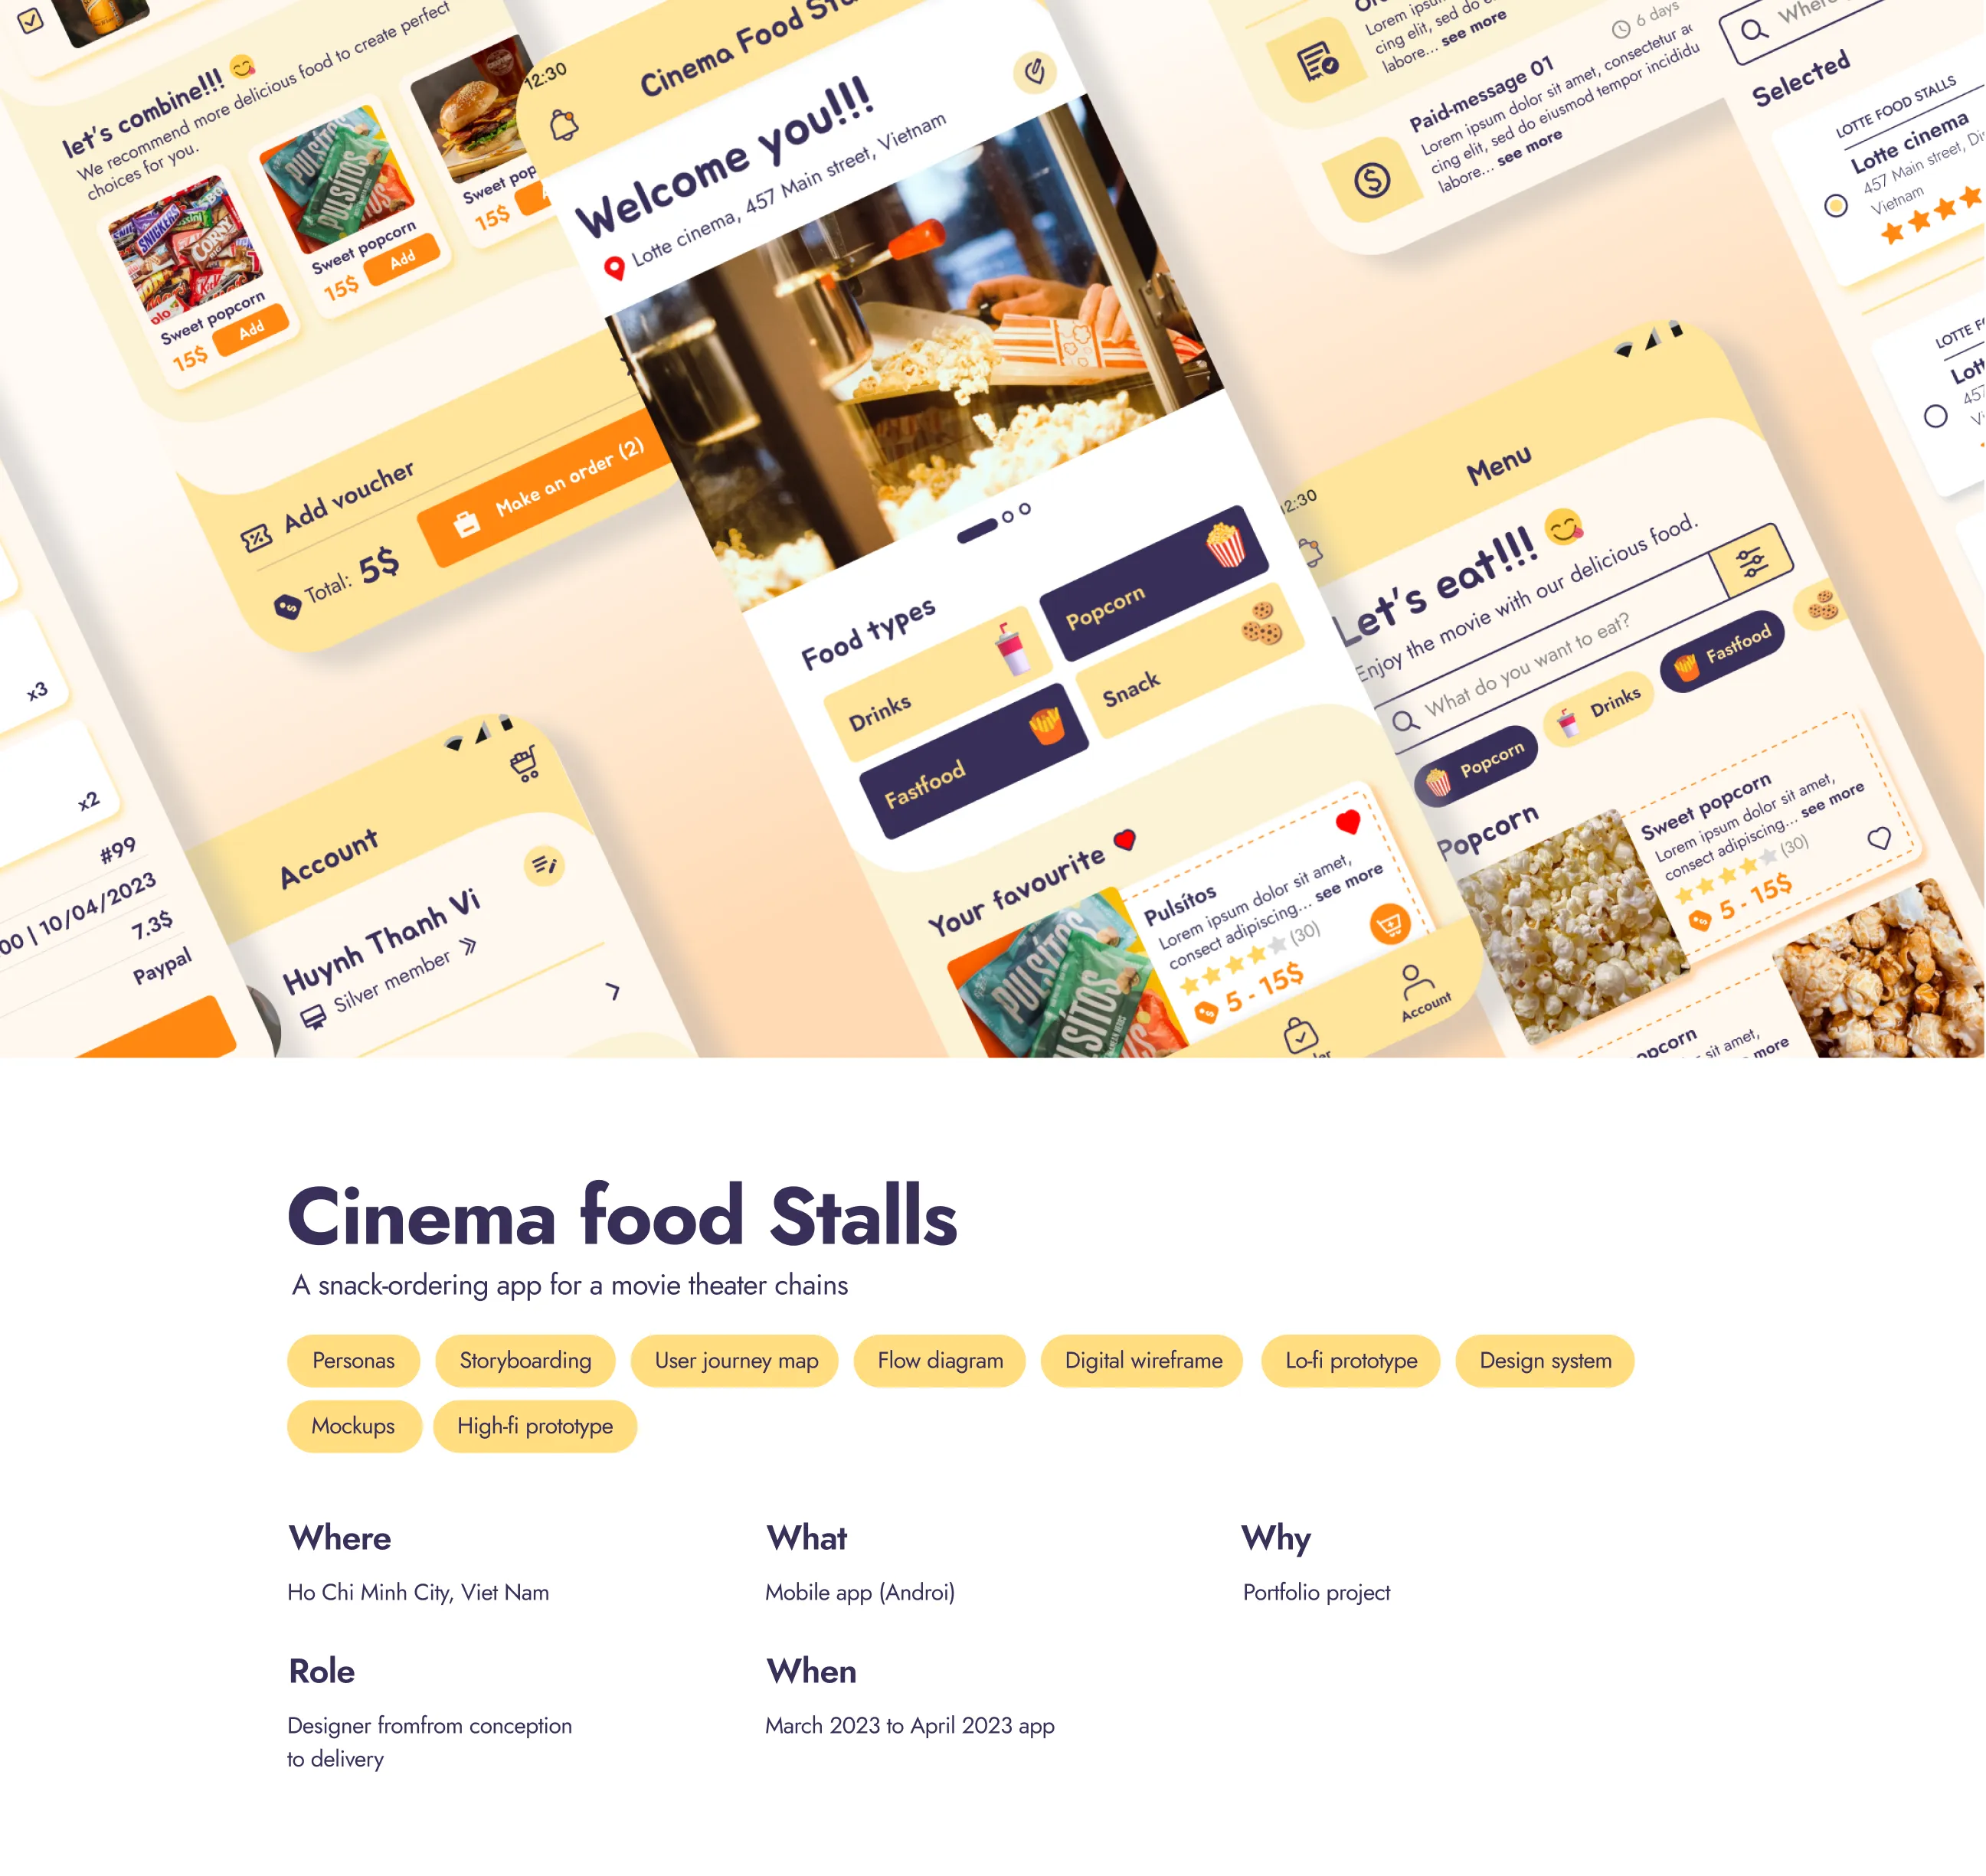 let's combine!!!
We recommend more delicious food to create perfect
choices for you.
SNICKERS
CORNY
Sweet popcorn
15$ Add
PULSÍTOS
PULSÍTOS
Sweet popcorn
15$ Add
Sweet pop
15$
Add voucher
Total: 5$
Make an order (2)
x3
x2
#99
00 | 10/04/2023
7.3$
Paypal
Account
Huynh Thanh Vi
Silver member
12:30
Cinema Food
Welcome you!!!
Lotte cinema, 457 Main street, Vietnam
Food types
Drinks
Popcorn
Fastfood
Snack
Your favourite
PULSÍTOS
Pulsítos
Lorem ipsum dolor sit amet,
consect adipiscing... see more
(30)
5 - 15$
Account
Lorem ipsum
cing elit, sed do
labore... see more
6 days
Paid-message 01
Lorem ipsum dolor sit amet, consectetur
cing elit, sed do eiusmod tempor incididu
labore... see more
Where
Selected
LOTTE FOOD STALLS
Lotte cinema
457 Main street,
Vietnam
LOTTE
12:30
Menu
Let's eat!!!
Enjoy the movie with our delicious food.
What do you want to eat?
Popcorn
Drinks
Fastfood
Popcorn
Sweet popcorn
Lorem ipsum dolor sit amet,
consect adipiscing... see more
(30)
5 - 15$
opcorn
sit amet,
more
Cinema food Stalls
A snack-ordering app for a movie theater chains
Personas
Storyboarding
User journey map
Flow diagram
Digital wireframe
Lo-fi prototype
Design system
Mockups
High-fi prototype
Where
Ho Chi Minh City, Viet Nam
What
Mobile app (Androi)
Why
Portfolio project
Role
Designer fromfrom conception
to delivery
When
March 2023 to April 2023 app